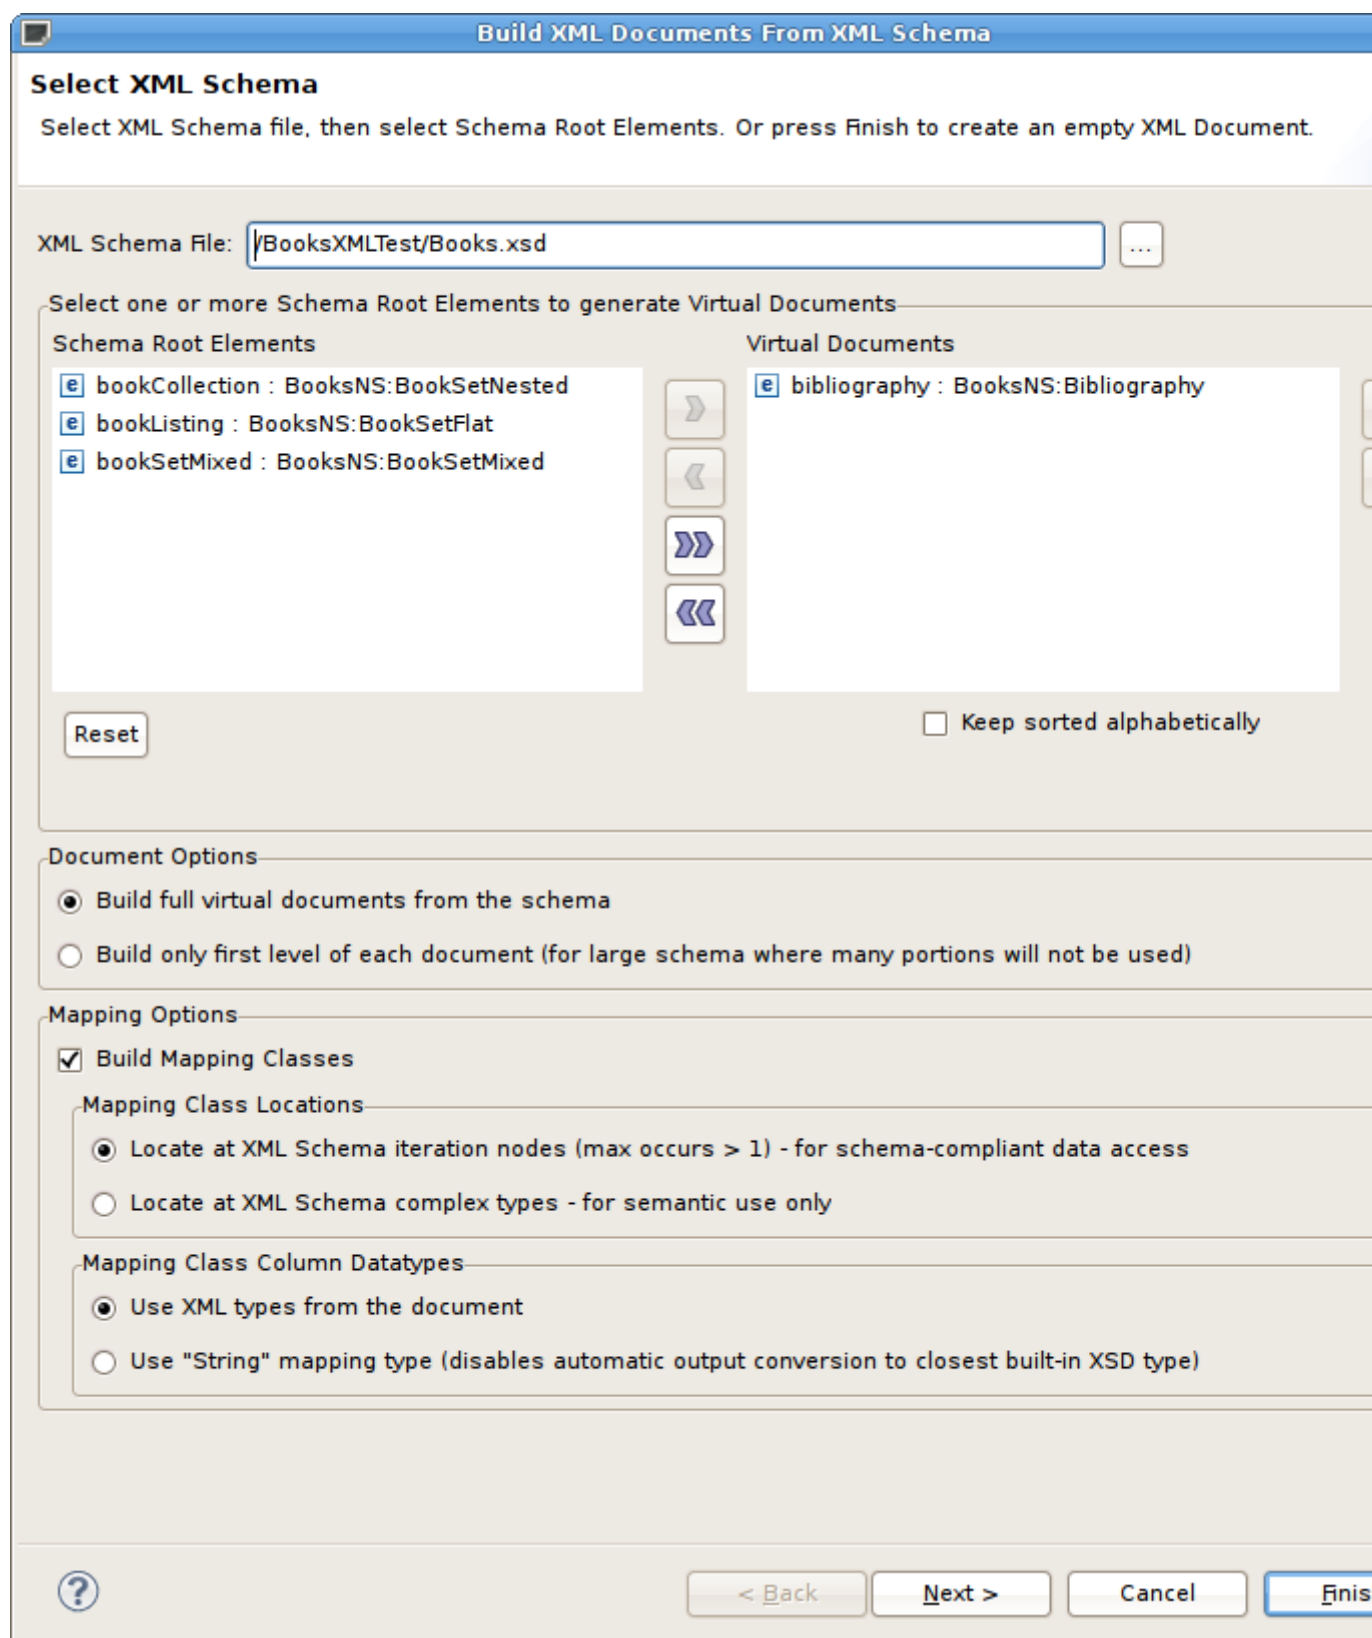 Build XML Documents From XML Schema
Select XML Schema
Select XML Schema file, then select Schema Root Elements. Or press Finish to create an empty XML Document.
XML Schema File: /BooksXMLTest/Books.xsd ...
Select one or more Schema Root Elements to generate Virtual Documents
Schema Root Elements Virtual Documents
bookCollection : BooksNS:BookSetNested bibliography : BooksNS:Bibliography
bookListing : BooksNS:BookSetFlat
bookSetMixed : BooksNS:BookSetMixed
Reset Keep sorted alphabetically
Document Options
Build full virtual documents from the schema
Build only first level of each document (for large schema where many portions will not be used)
Mapping Options
Build Mapping Classes
Mapping Class Locations
Locate at XML Schema iteration nodes (max occurs > 1) - for schema-compliant data access
Locate at XML Schema complex types - for semantic use only
Mapping Class Column Datatypes
Use XML types from the document
Use "String" mapping type (disables automatic output conversion to closest built-in XSD type)
? < Back Next > Cancel Finis